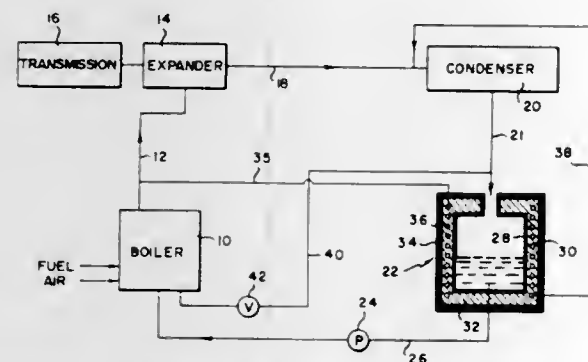 16
14
TRANSMISSION
EXPANDER
18
CONDENSER
20
21
38
12
35
36
34
28
30
BOILER
10
22
40
FUEL
AIR
42
V
24
P
32
26